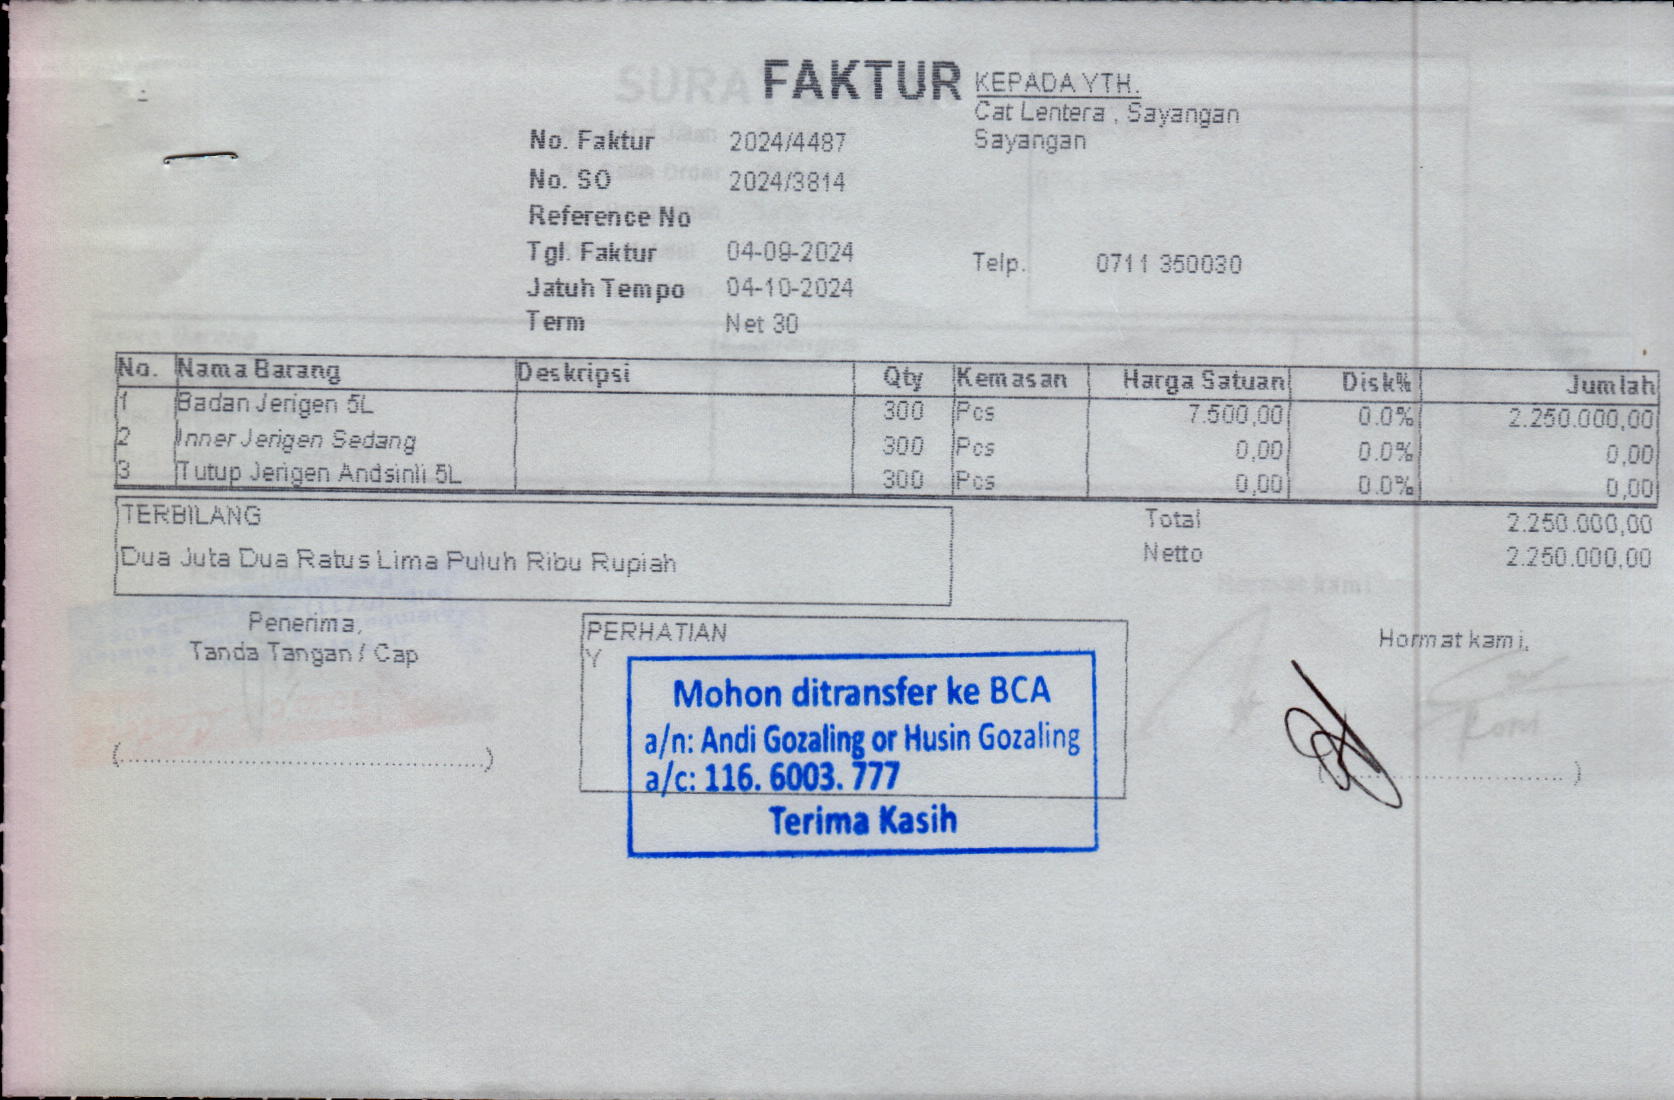 FAKTUR
KEPADA YTH.
Cat Lentera , Sayangan
Sayangan
No. Faktur 2024/4487
No. SO 2024/3814
Reference No
Tgl. Faktur 04-09-2024
Telp. 0711 350030
Jatuh Tempo 04-10-2024
Term Net 30
No. Nama Barang Deskripsi Qty Kemasan Harga Satuan Disk% Jumlah
1 Badan Jerigen 5L 300 Pcs 7.500,00 0.0% 2.250.000,00
2 Inner Jerigen Sedang 300 Pcs 0,00 0.0% 0,00
3 Tutup Jerigen Andsinli 5L 300 Pcs 0,00 0.0% 0,00
TERBILANG
Dua Juta Dua Ratus Lima Puluh Ribu Rupiah
Total 2.250.000,00
Netto 2.250.000,00
Penerima,
Tanda Tangan / Cap
(..............................................)
PERHATIAN
Y
Mohon ditransfer ke BCA
a/n: Andi Gozaling or Husin Gozaling
a/c: 116. 6003. 777
Terima Kasih
Hormat kami,
(................................)